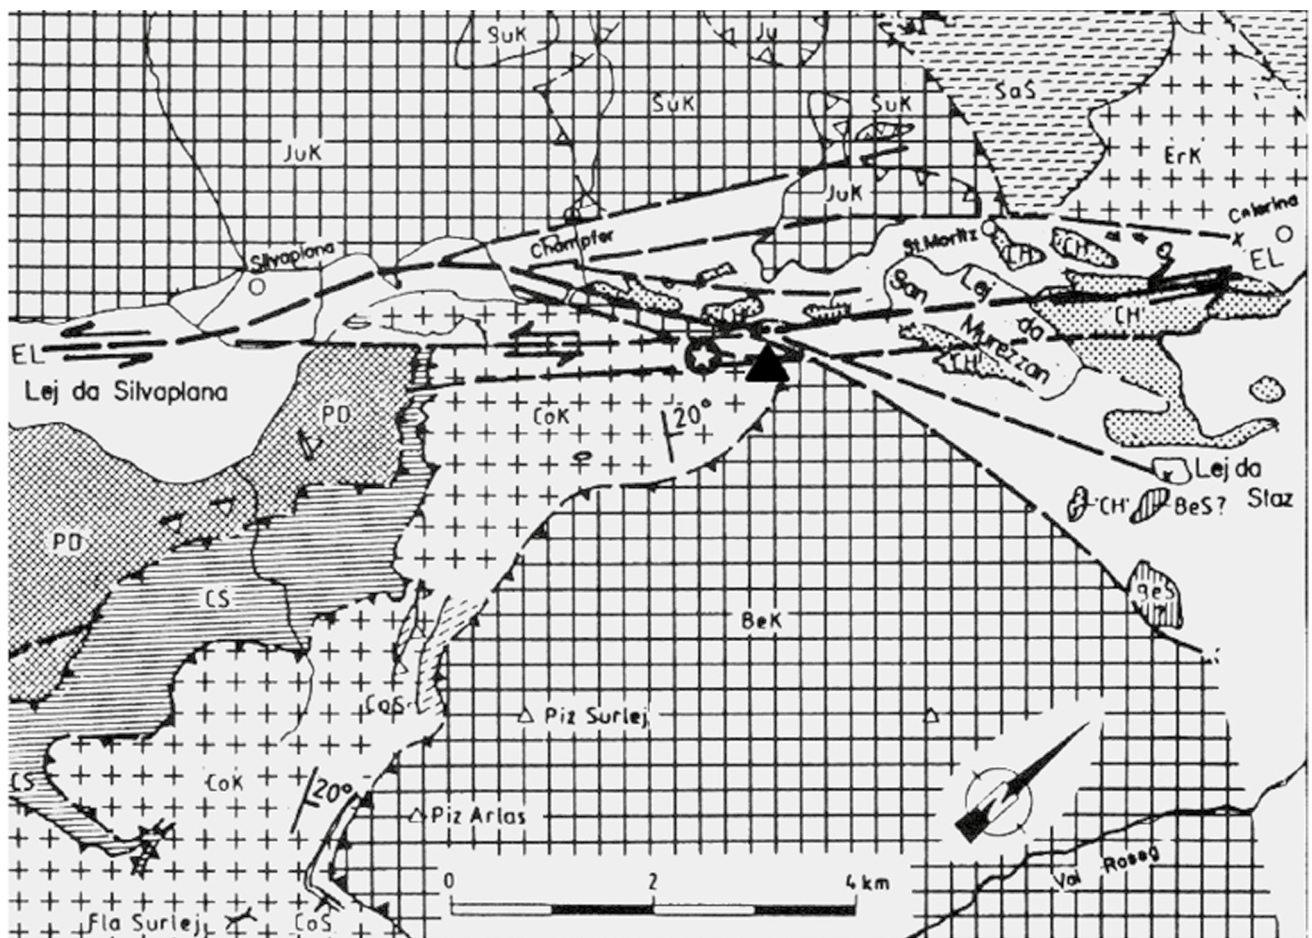 SuK
Ju
SuK
SuK
SaS
JuK
ErK
JuK
Celerina
St.Moritz
CH
CH
EL
Silvaplana
Champfer
San
Lej
da
Murezzan
CH
CH
CH
EL
Lej da Silvaplana
PD
CoK
20°
Lej da
Staz
"CH"
BeS?
PD
CS
BeS
BeK
CoS
Piz Surlej
CS
CoK
20°
Piz Arlas
0 2 4 km
Val Roseg
Fla Surlej
CoS